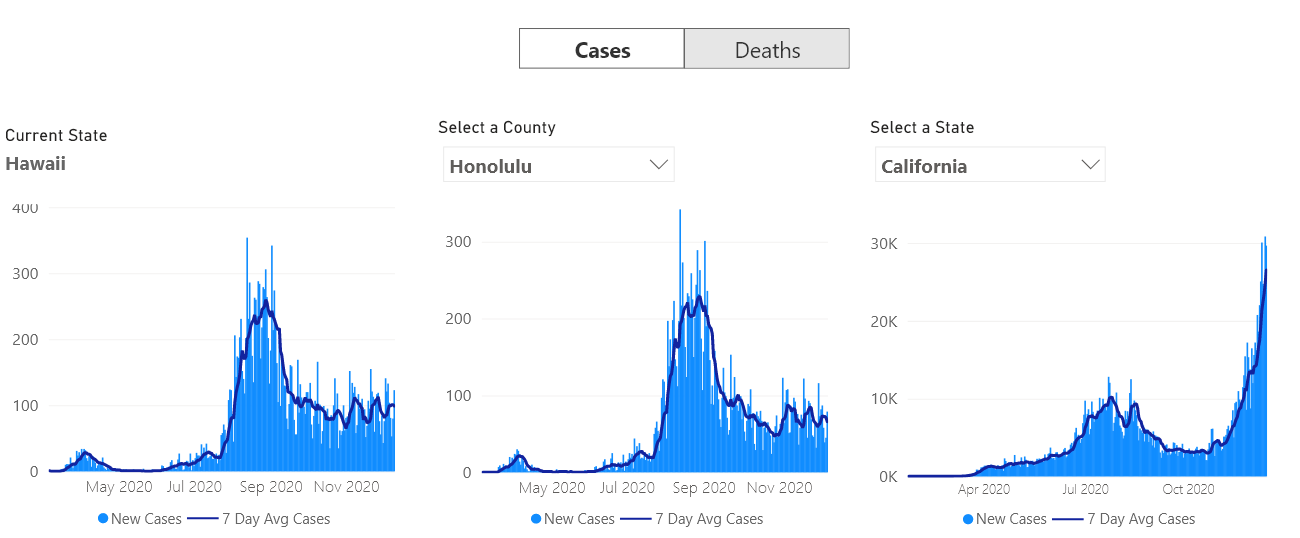 Cases Deaths
Current State
Hawaii
400
300
200
100
0
May 2020 Jul 2020 Sep 2020 Nov 2020
New Cases 7 Day Avg Cases
Select a County
Honolulu
300
200
100
0
May 2020 Jul 2020 Sep 2020 Nov 2020
New Cases 7 Day Avg Cases
Select a State
California
30K
20K
10K
0K
Apr 2020 Jul 2020 Oct 2020
New Cases 7 Day Avg Cases